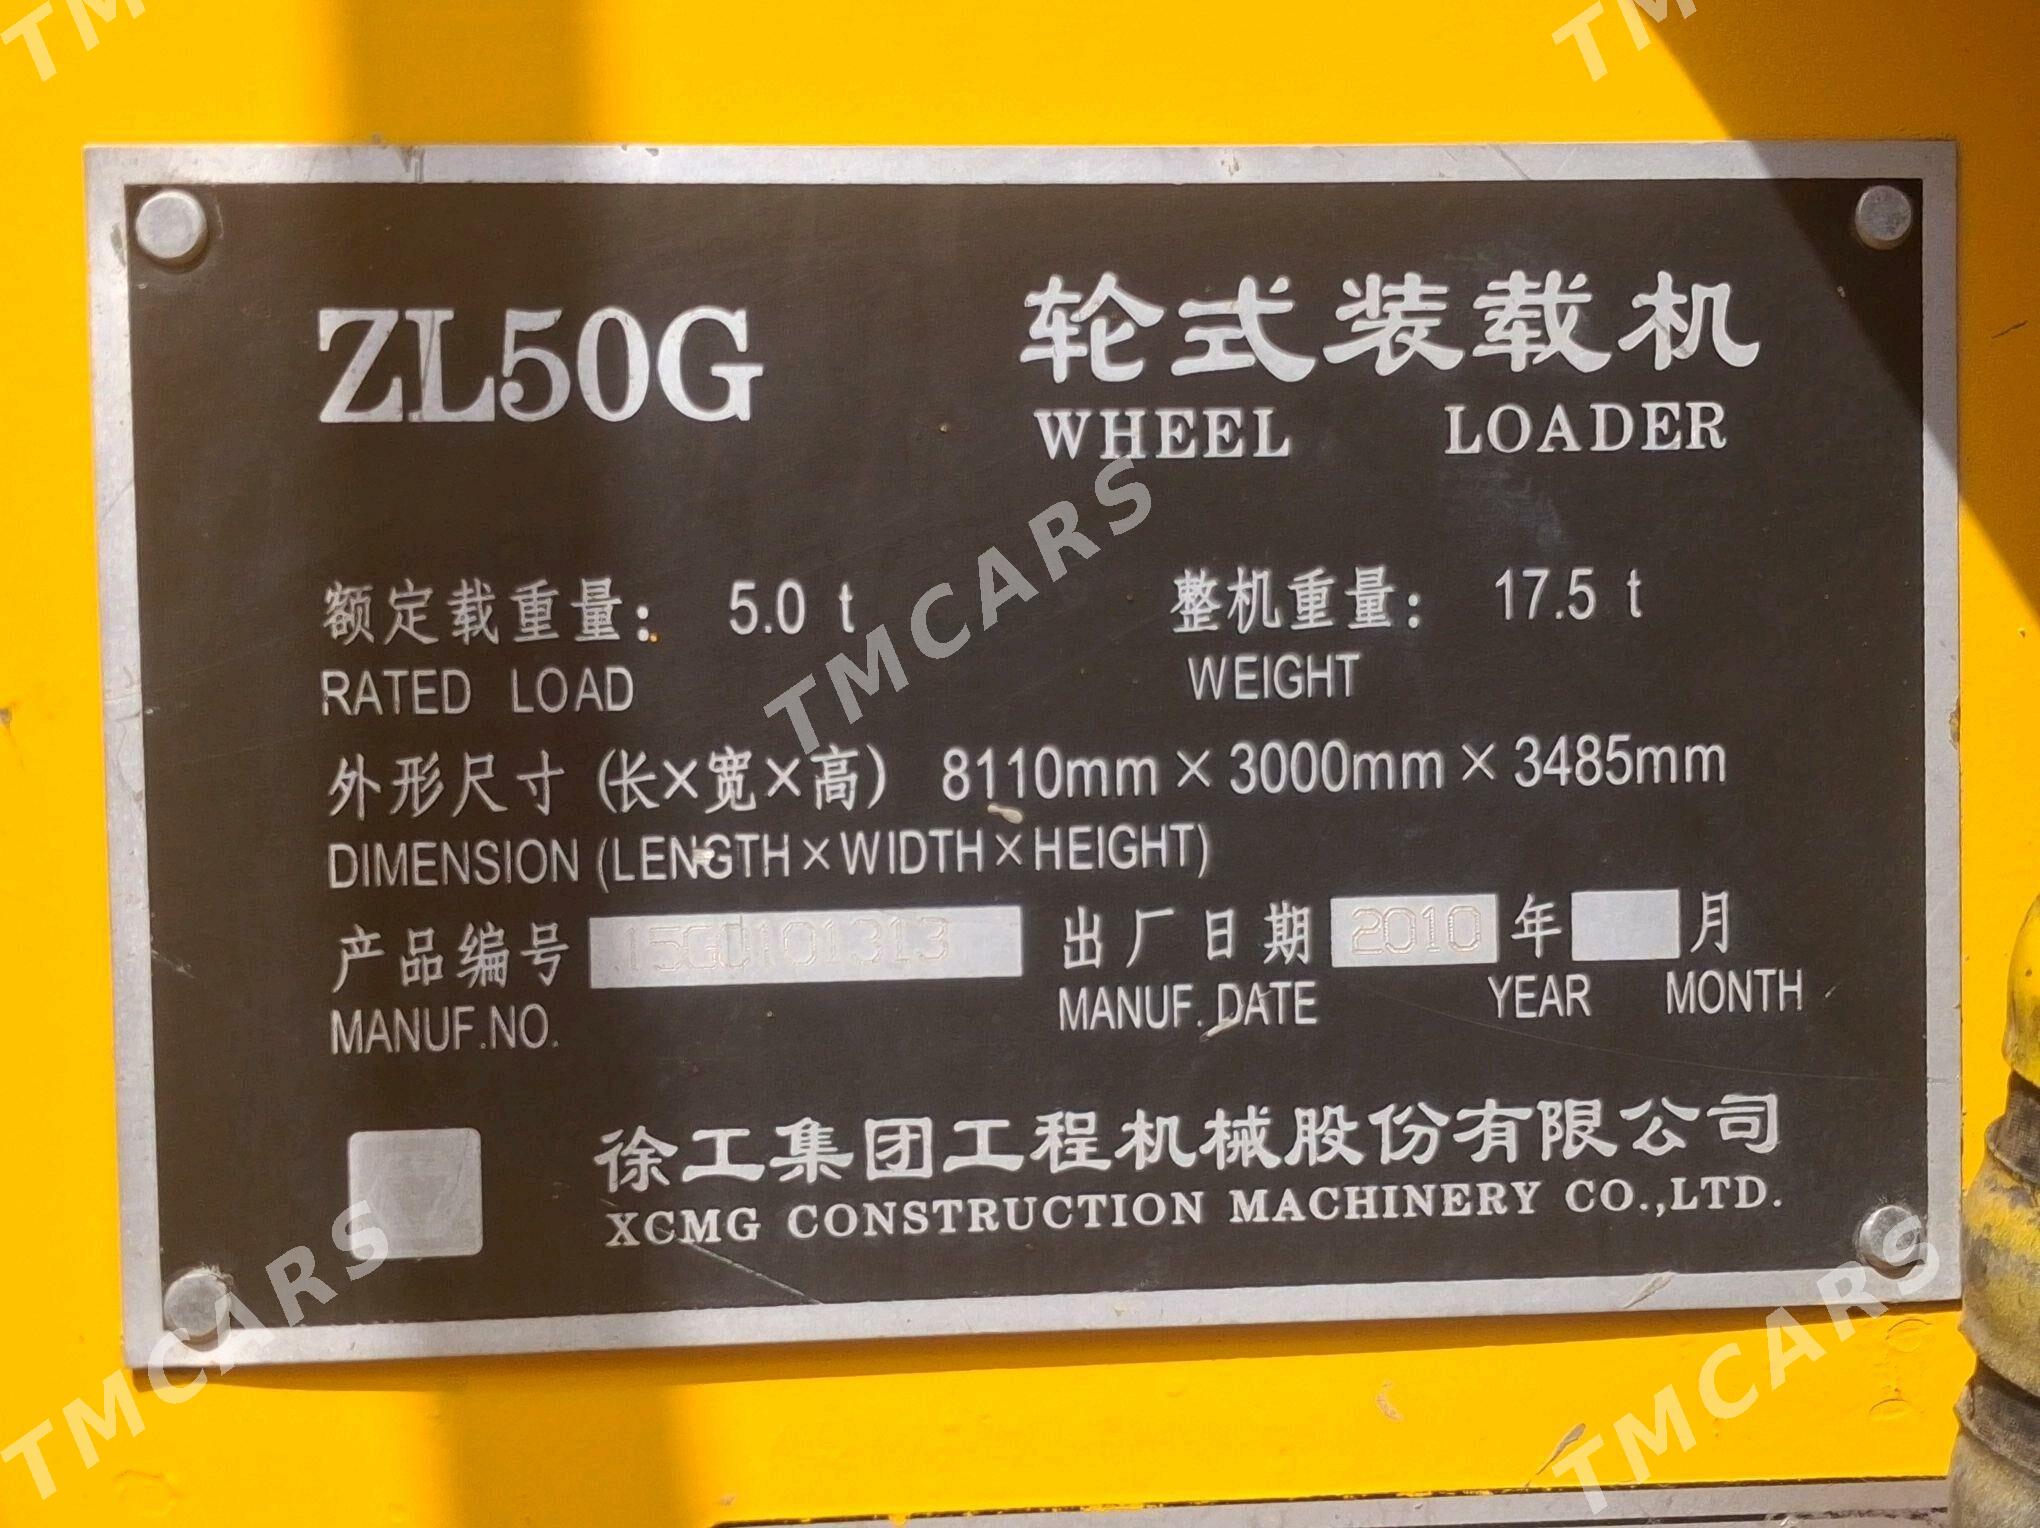 ZL50G 轮式装载机
WHEEL LOADER
额定载重量: 5.0 t 整机重量: 17.5 t
RATED LOAD WEIGHT
外形尺寸 (长×宽×高) 8110mm × 3000mm × 3485mm
DIMENSION (LENGTH×WIDTH×HEIGHT)
产品编号 出厂日期 2010 年 月
MANUF.NO. MANUF. DATE YEAR MONTH
徐工集团工程机械股份有限公司
XCMG CONSTRUCTION MACHINERY CO.,LTD.
TMCARS
TMCARS
TMCARS